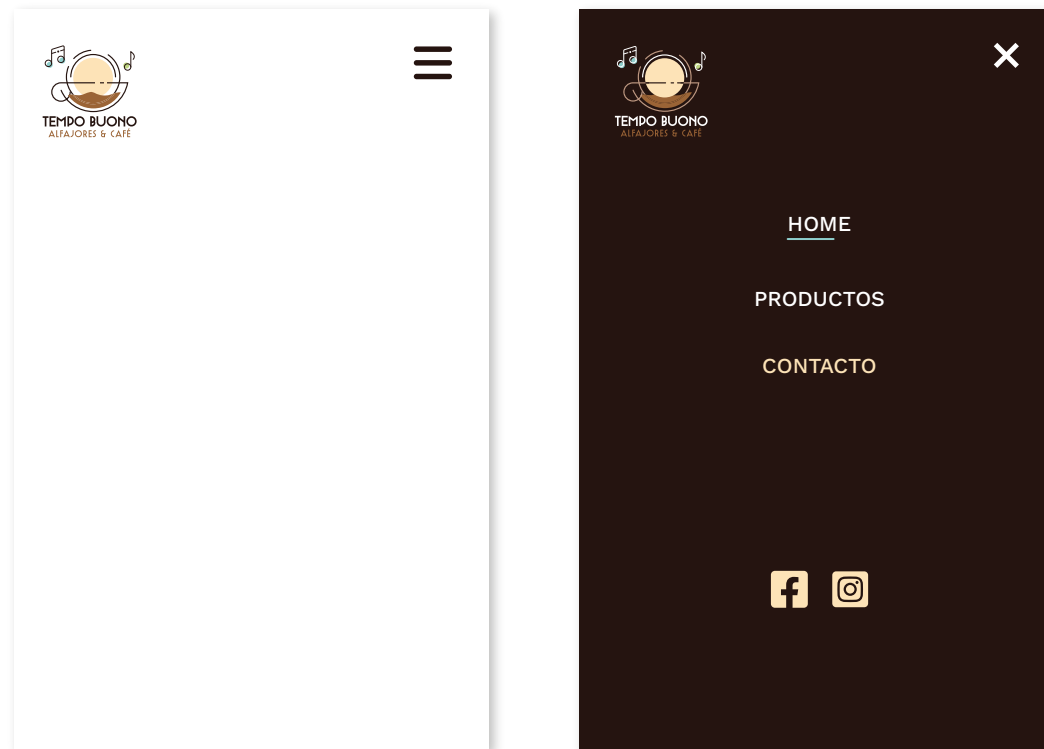 TEMPO BUONO
ALFAJORES & CAFÉ
TEMPO BUONO
ALFAJORES & CAFÉ
HOME
PRODUCTOS
CONTACTO